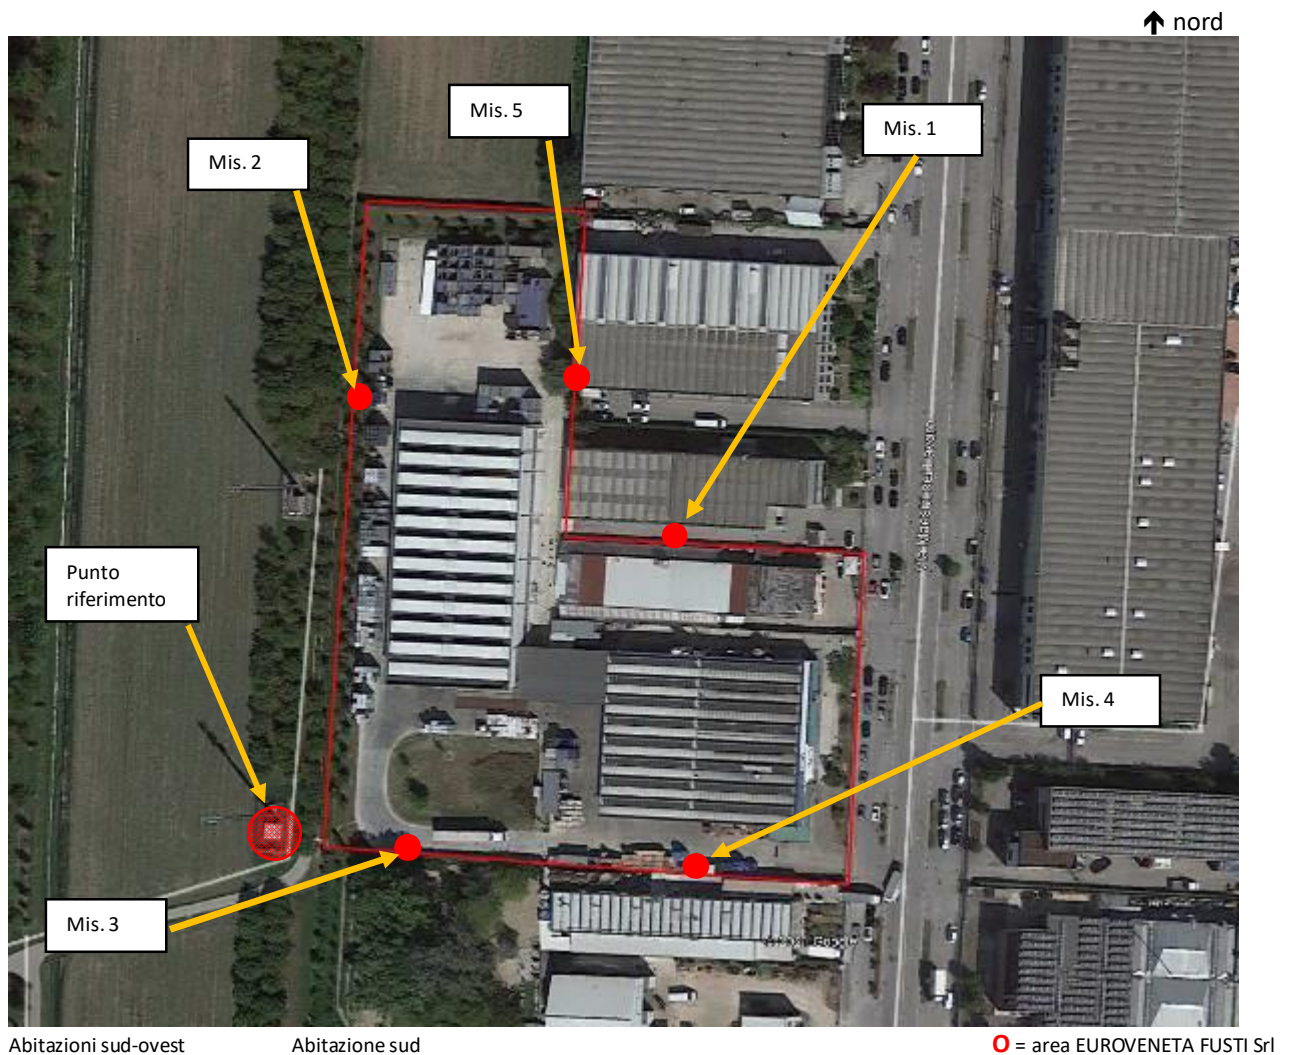 nord
Mis. 5
Mis. 1
Mis. 2
Punto
riferimento
Mis. 4
Mis. 3
Abitazioni sud-ovest
Abitazione sud
O = area EUROVENETA FUSTI Srl